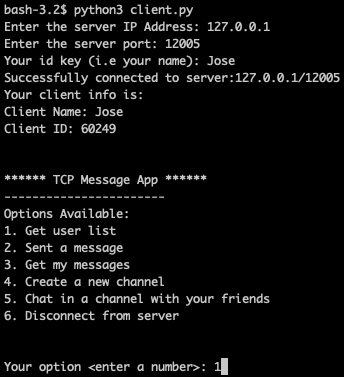 bash-3.2$ python3 client.py
Enter the server IP Address: 127.0.0.1
Enter the server port: 12005
Your id key (i.e your name): Jose
Successfully connected to server:127.0.0.1/12005
Your client info is:
Client Name: Jose
Client ID: 60249
****** TCP Message App ******
-----------------------
Options Available:
1. Get user list
2. Sent a message
3. Get my messages
4. Create a new channel
5. Chat in a channel with your friends
6. Disconnect from server
Your option <enter a number>: 1